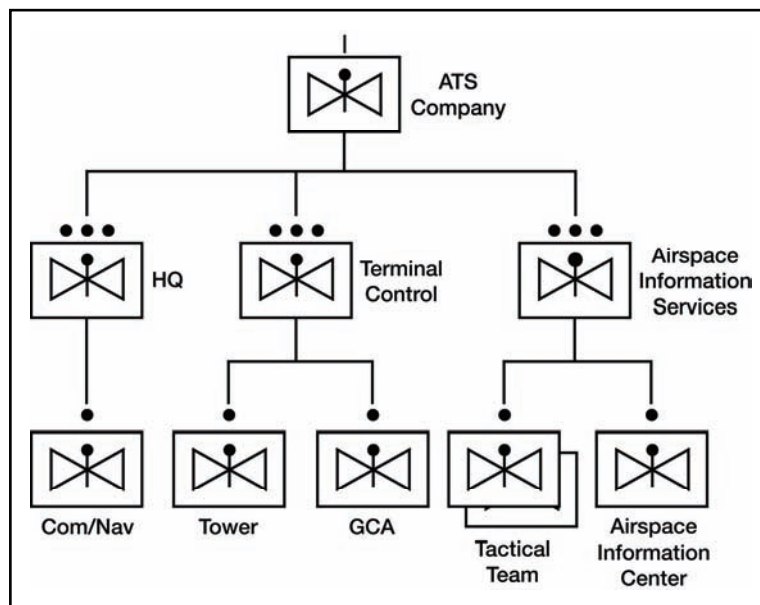 ATS
Company
HQ
Terminal
Control
Airspace
Information
Services
Com/Nav
Tower
GCA
Tactical
Team
Airspace
Information
Center